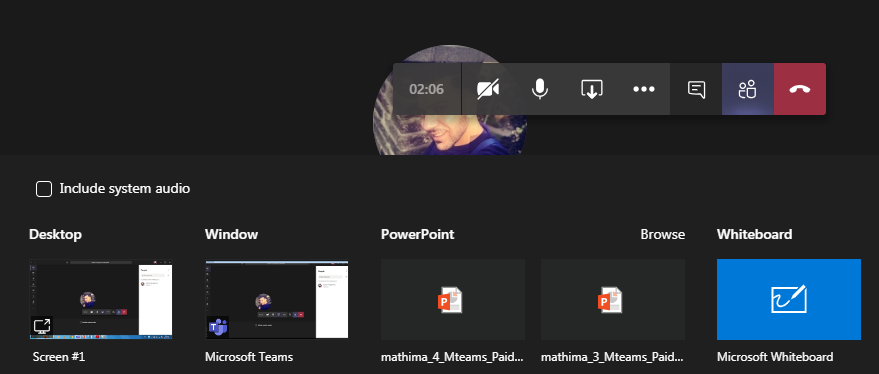 02:06
Include system audio
Desktop
Window
PowerPoint
Browse
Whiteboard
Screen #1
Microsoft Teams
mathima_4_Mteams_Paid...
mathima_3_Mteams_Paid...
Microsoft Whiteboard